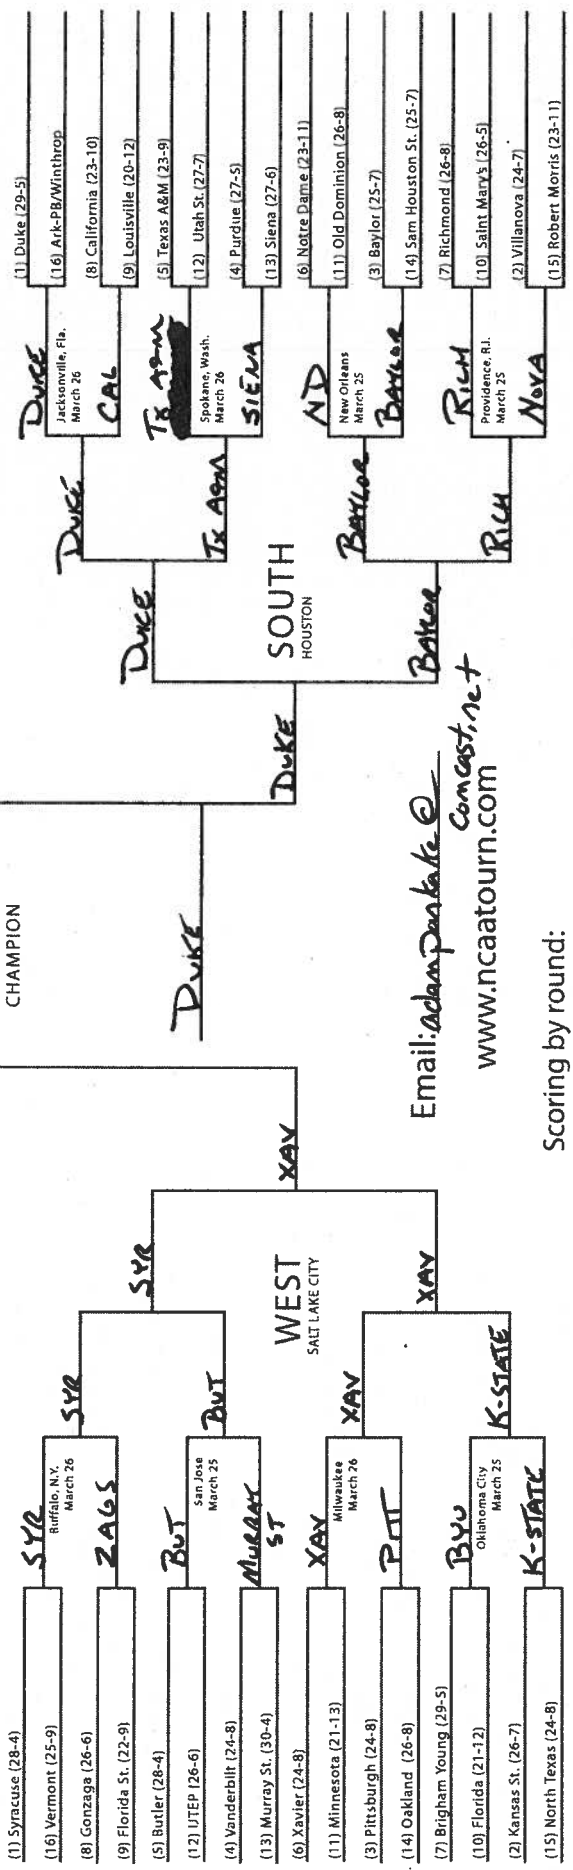 (1) Syracuse (28-4)
(16) Vermont (25-9)
(8) Gonzaga (26-6)
(9) Florida St. (22-9)
(5) Butler (28-4)
(12) UTEP (26-6)
(4) Vanderbilt (24-8)
(13) Murray St. (30-4)
(6) Xavier (24-8)
(11) Minnesota (21-13)
(3) Pittsburgh (24-8)
(14) Oakland (26-8)
(7) Brigham Young (29-5)
(10) Florida (21-12)
(2) Kansas St. (26-7)
(15) North Texas (24-8)
SYR
Buffalo, N.Y.
March 26
ZAGS
BUT
San Jose
March 25
MURRAY
ST
XAV
Milwaukee
March 26
PITT
BYU
Oklahoma City
March 25
K-STATE
SYR
BUT
XAV
K-STATE
SYR
WEST
SALT LAKE CITY
XAV
XAV
CHAMPION
DUKE
Email: adampankake@
comcast.net
www.ncaatourn.com
Scoring by round:
DUKE
DUKE
SOUTH
HOUSTON
BAYLOR
DUKE
TX A&M
BAYLOR
RICH
DUKE
Jacksonville, Fla.
March 26
CAL
TX A&M
Spokane, Wash.
March 26
SIENA
ND
New Orleans
March 25
BAYLOR
RICH
Providence, R.I.
March 25
NOVA
(1) Duke (29-5)
(16) Ark-PB/Winthrop
(8) California (23-10)
(9) Louisville (20-12)
(5) Texas A&M (23-9)
(12) Utah St. (27-7)
(4) Purdue (27-5)
(13) Siena (27-6)
(6) Notre Dame (23-11)
(11) Old Dominion (26-8)
(3) Baylor (25-7)
(14) Sam Houston St. (25-7)
(7) Richmond (26-8)
(10) Saint Mary's (26-5)
(2) Villanova (24-7)
(15) Robert Morris (23-11)